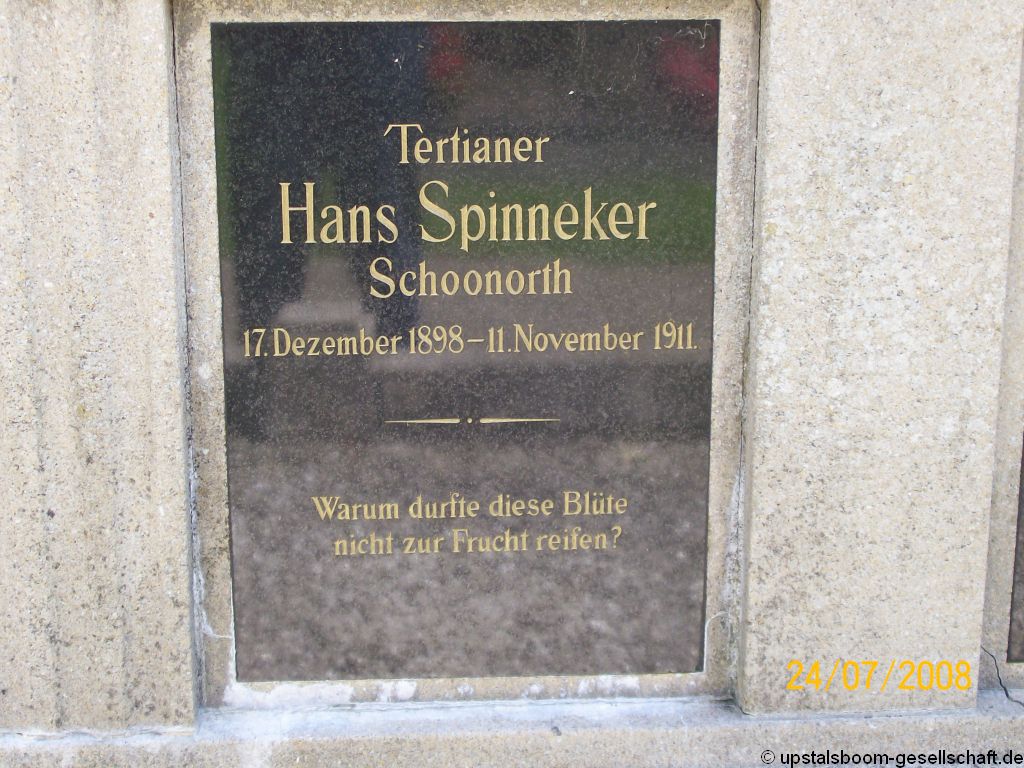 Tertianer
Hans Spinneker
Schoonorth
17. Dezember 1898 – 11. November 1911.
Warum durfte diese Blüte
nicht zur Frucht reifen?
24/07/2008
© upstalsboom-gesellschaft.de